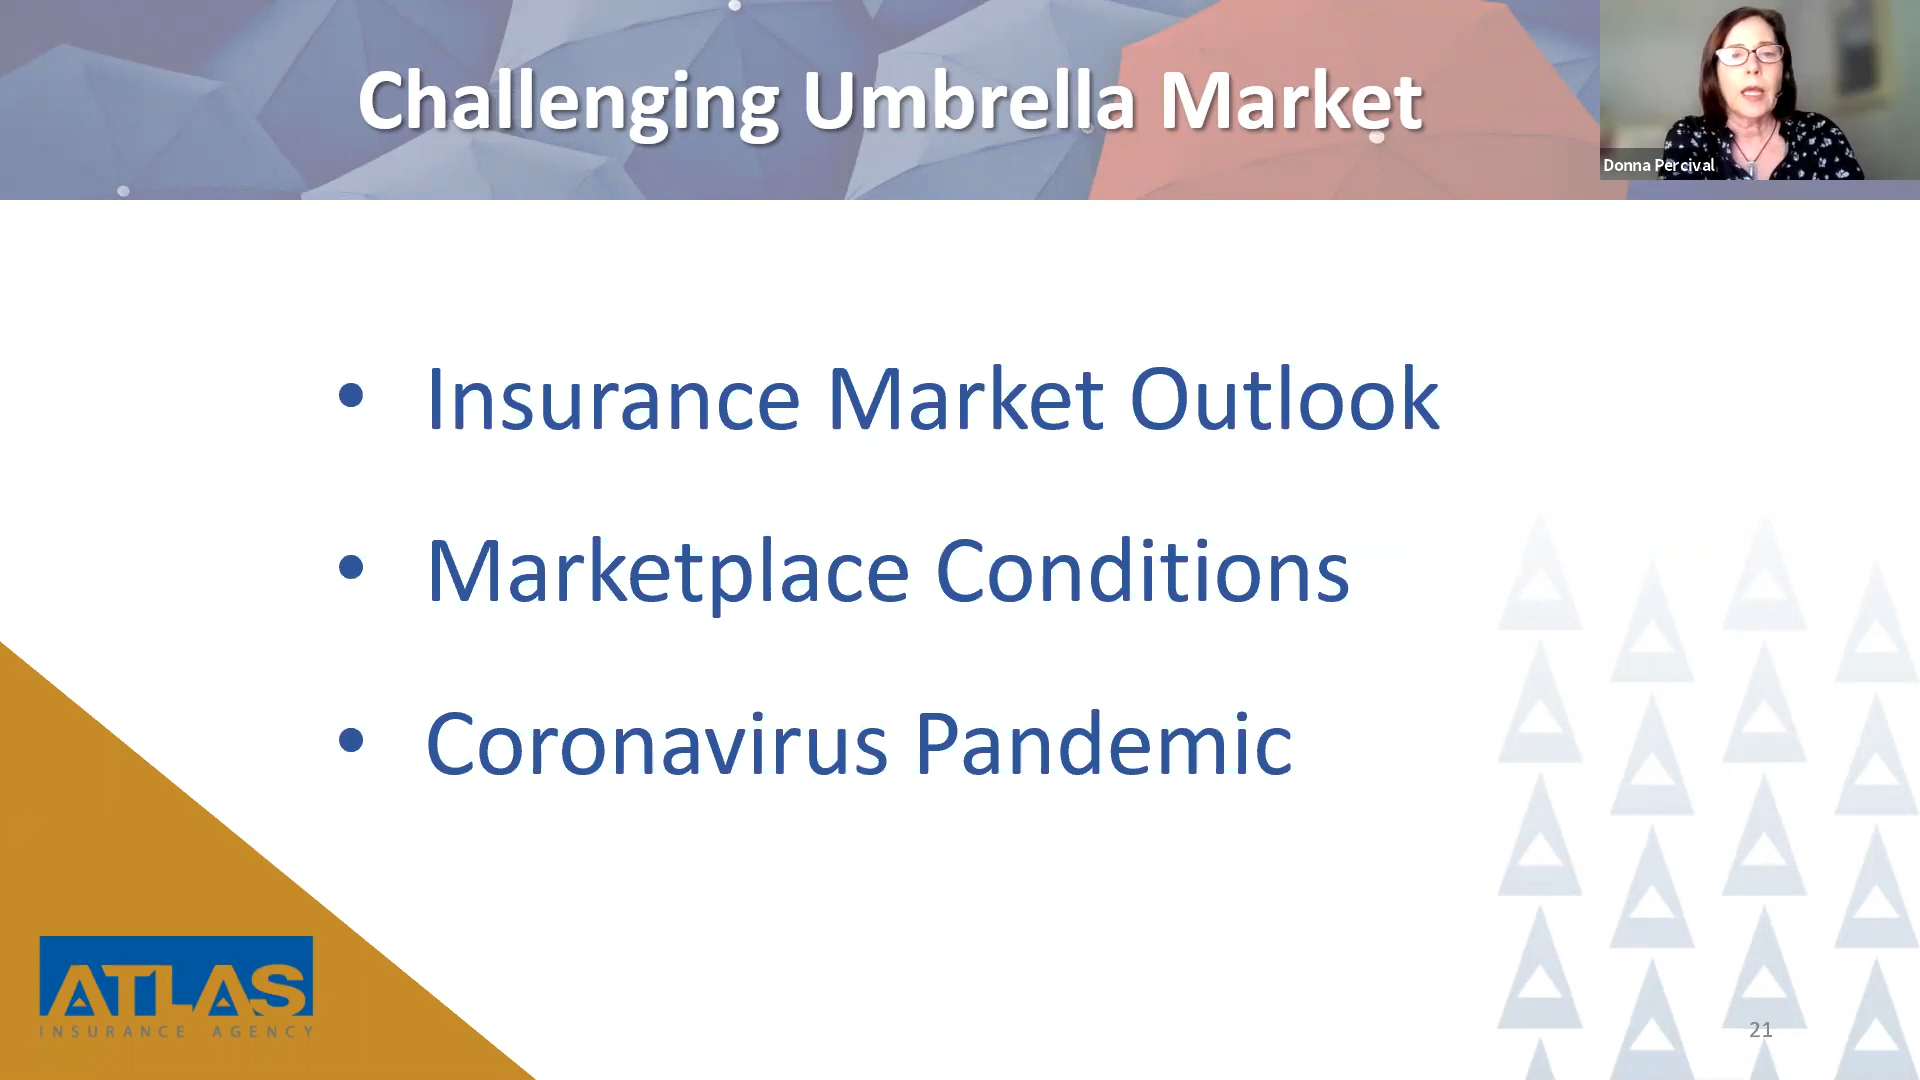 Challenging Umbrella Market
Donna Percival
• Insurance Market Outlook
• Marketplace Conditions
• Coronavirus Pandemic
ATLAS
INSURANCE AGENCY
21